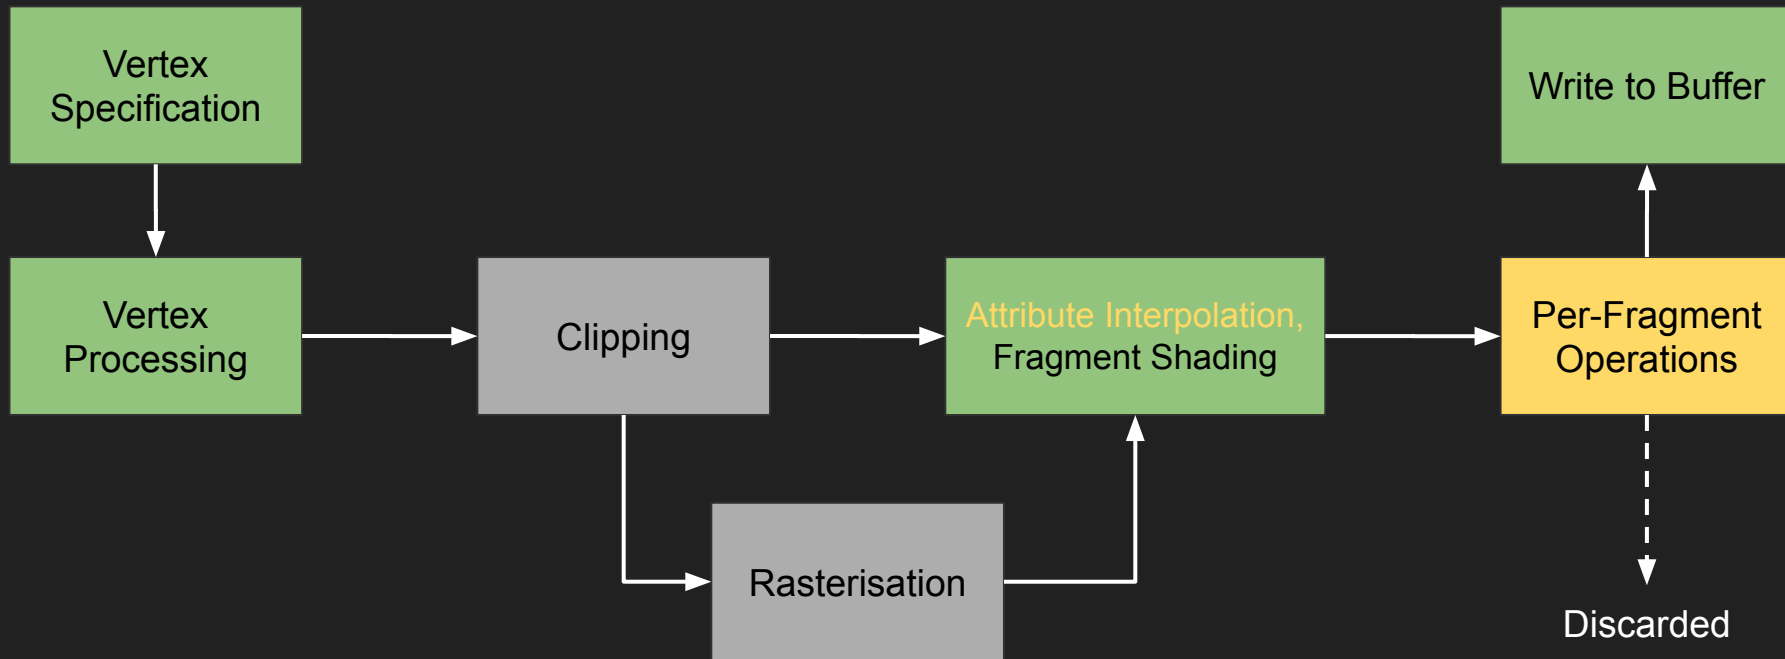 Vertex
Specification
Write to Buffer
Vertex
Processing
Clipping
Attribute Interpolation,
Fragment Shading
Per-Fragment
Operations
Rasterisation
Discarded